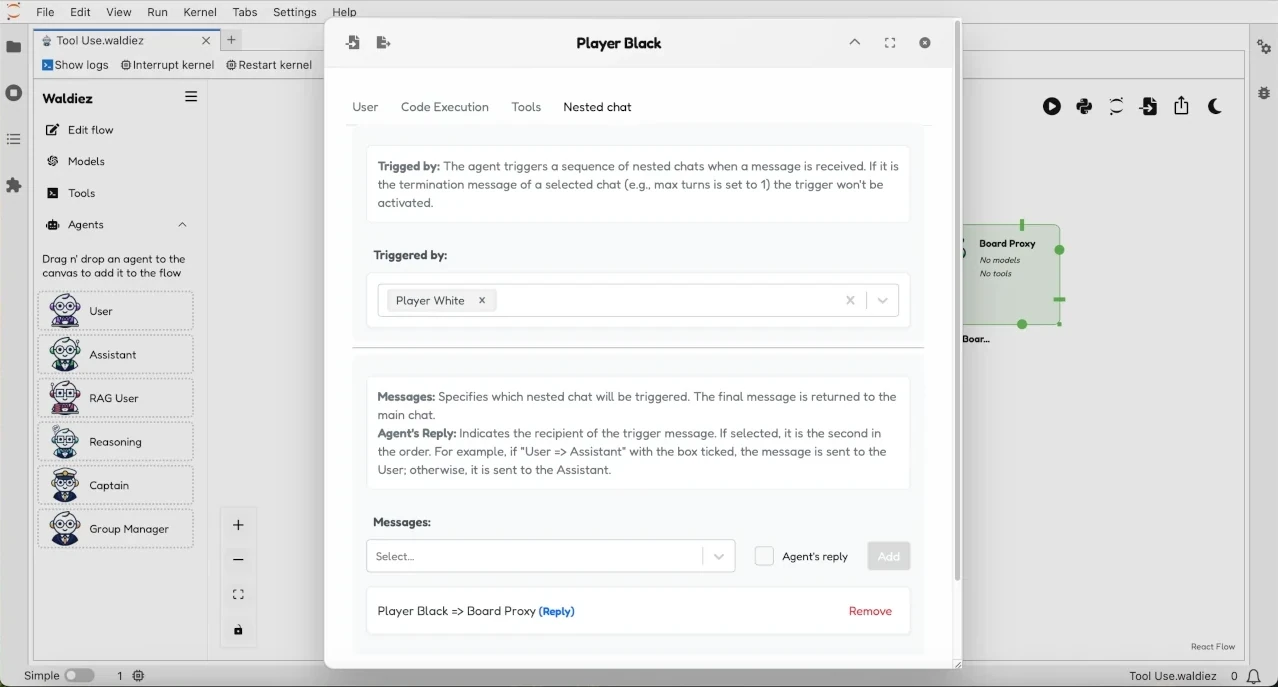 File Edit View Run Kernel Tabs Settings Help
Tool Use.waldiez
Show logs Interrupt kernel Restart kernel
Waldiez
Edit flow
Models
Tools
Agents
Drag n' drop an agent to the
canvas to add it to the flow
User
Assistant
RAG User
Reasoning
Captain
Group Manager
Player Black
User Code Execution Tools Nested chat
Trigged by: The agent triggers a sequence of nested chats when a message is received. If it is
the termination message of a selected chat (e.g., max turns is set to 1) the trigger won't be
activated.
Triggered by:
Player White
Messages: Specifies which nested chat will be triggered. The final message is returned to the
main chat.
Agent's Reply: Indicates the recipient of the trigger message. If selected, it is the second in
the order. For example, if "User => Assistant" with the box ticked, the message is sent to the
User; otherwise, it is sent to the Assistant.
Messages:
Select...
Agent's reply
Add
Player Black => Board Proxy (Reply)
Remove
Board Proxy
No models
No tools
Boar...
React Flow
Simple 1
Tool Use.waldiez 0